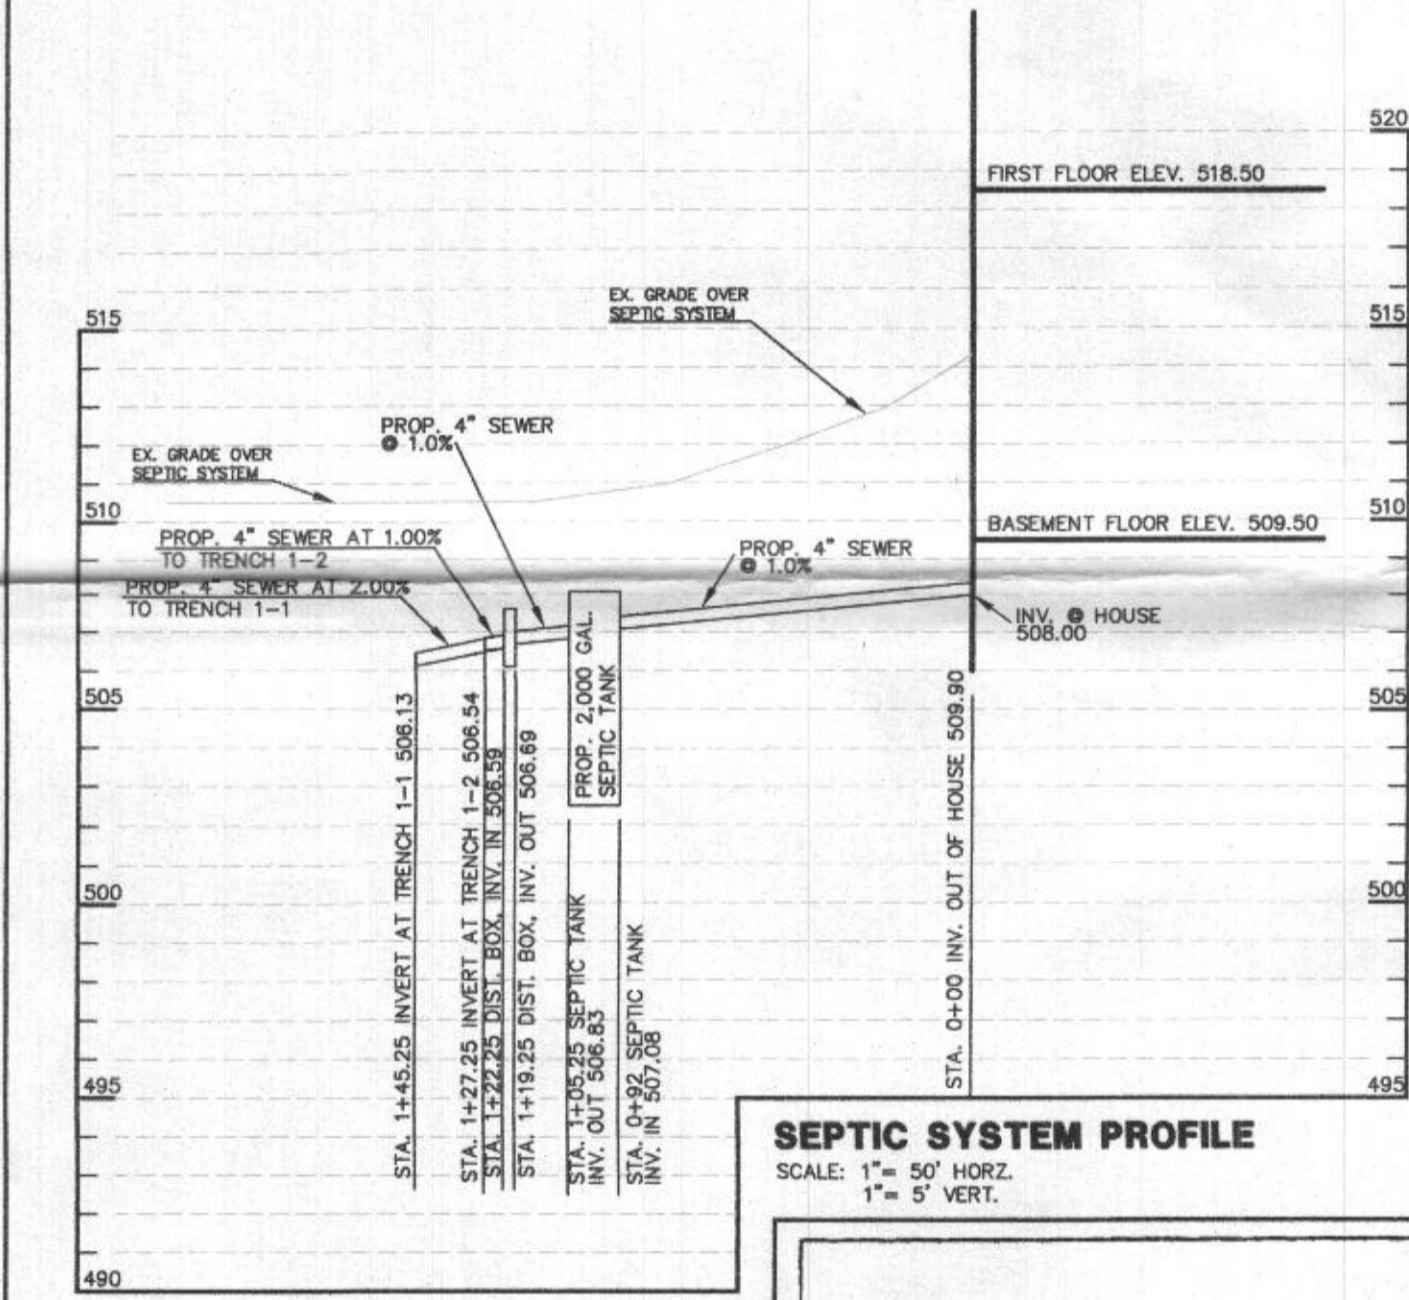 520
FIRST FLOOR ELEV. 518.50
EX. GRADE OVER
SEPTIC SYSTEM
515
515
PROP. 4" SEWER
@ 1.0%
EX. GRADE OVER
SEPTIC SYSTEM
510
510
BASEMENT FLOOR ELEV. 509.50
PROP. 4" SEWER AT 1.00%
TO TRENCH 1-2
PROP. 4" SEWER
@ 1.0%
PROP. 4" SEWER AT 2.00%
TO TRENCH 1-1
INV. @ HOUSE
508.00
PROP. 2,000 GAL.
SEPTIC TANK
505
505
STA. 1+45.25 INVERT AT TRENCH 1-1 506.13
STA. 1+27.25 INVERT AT TRENCH 1-2 506.54
STA. 1+22.25 DIST. BOX, INV. IN 506.59
STA. 1+19.25 DIST. BOX, INV. OUT 506.69
STA. 1+05.25 SEPTIC TANK
INV. OUT 506.83
STA. 0+92 SEPTIC TANK
INV. IN 507.08
STA. 0+00 INV. OUT OF HOUSE 509.90
500
500
495
495
490
SEPTIC SYSTEM PROFILE
SCALE: 1"= 50' HORZ.
1"= 5' VERT.